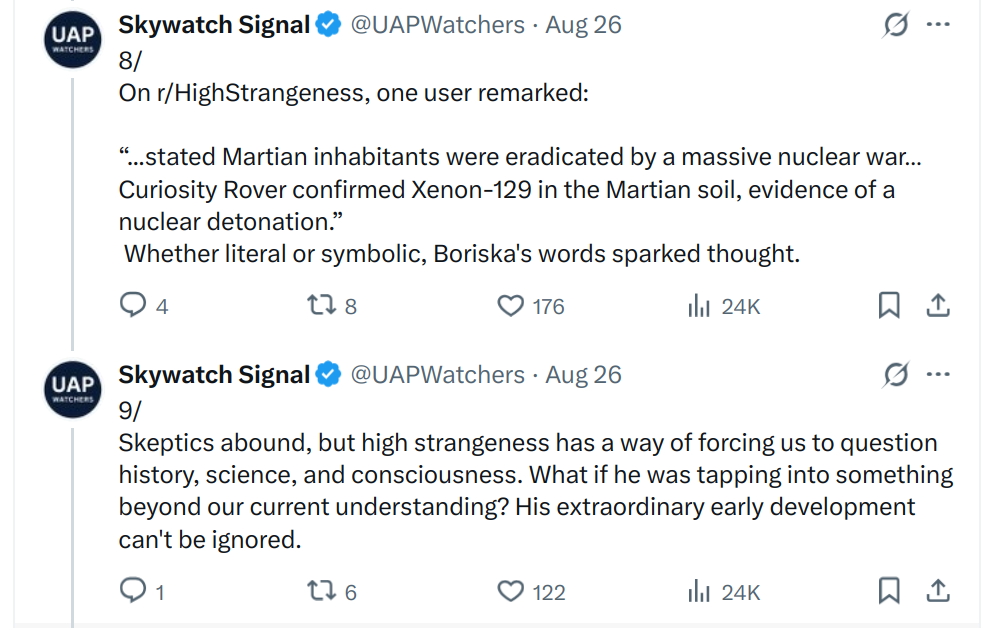 UAP
WATCHERS
Skywatch Signal @UAPWatchers · Aug 26
8/
On r/HighStrangeness, one user remarked:
“...stated Martian inhabitants were eradicated by a massive nuclear war...
Curiosity Rover confirmed Xenon-129 in the Martian soil, evidence of a
nuclear detonation.”
Whether literal or symbolic, Boriska's words sparked thought.
4 8 176 24K
UAP
WATCHERS
Skywatch Signal @UAPWatchers · Aug 26
9/
Skeptics abound, but high strangeness has a way of forcing us to question
history, science, and consciousness. What if he was tapping into something
beyond our current understanding? His extraordinary early development
can't be ignored.
1 6 122 24K